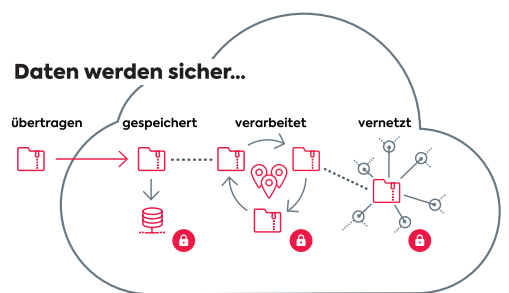 Daten werden sicher...
übertragen
gespeichert
verarbeitet
vernetzt